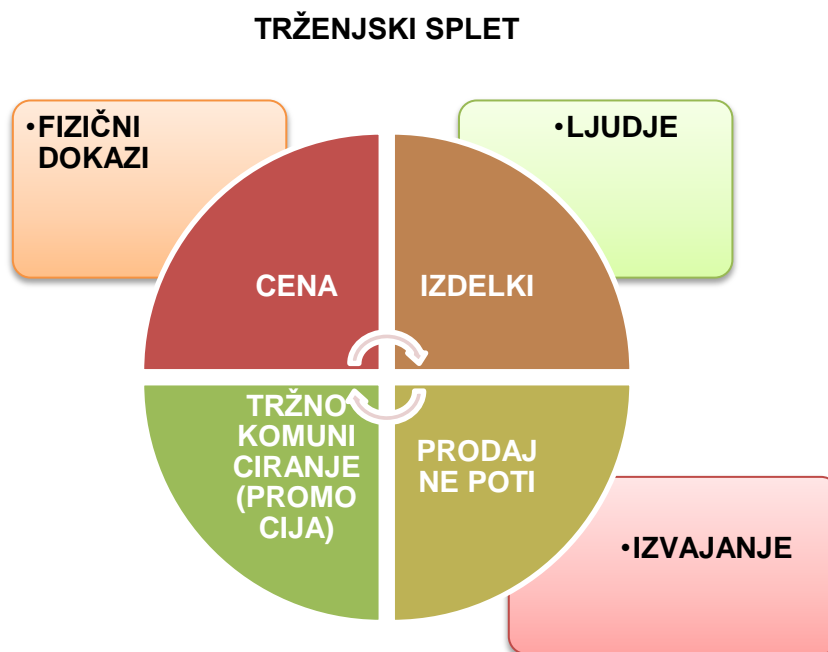 TRŽENJSKI SPLET
•FIZIČNI
DOKAZI
•LJUDJE
CENA
IZDELKI
TRŽNO
KOMUNI
CIRANJE
(PROMO
CIJA)
PRODAJ
NE POTI
•IZVAJANJE